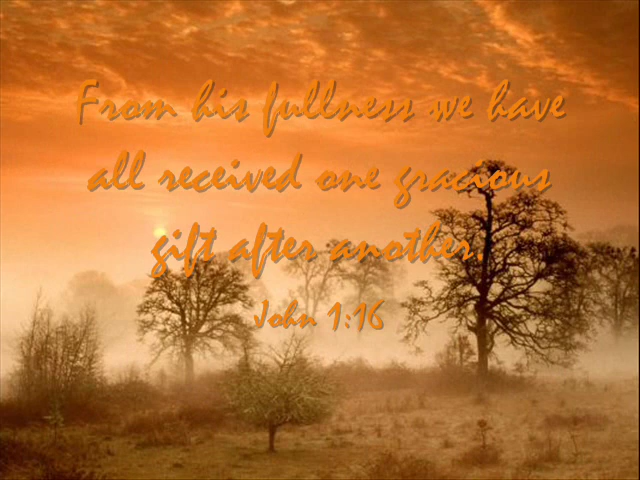 From his fullness we have
all received one gracious
gift after another.
John 1:16